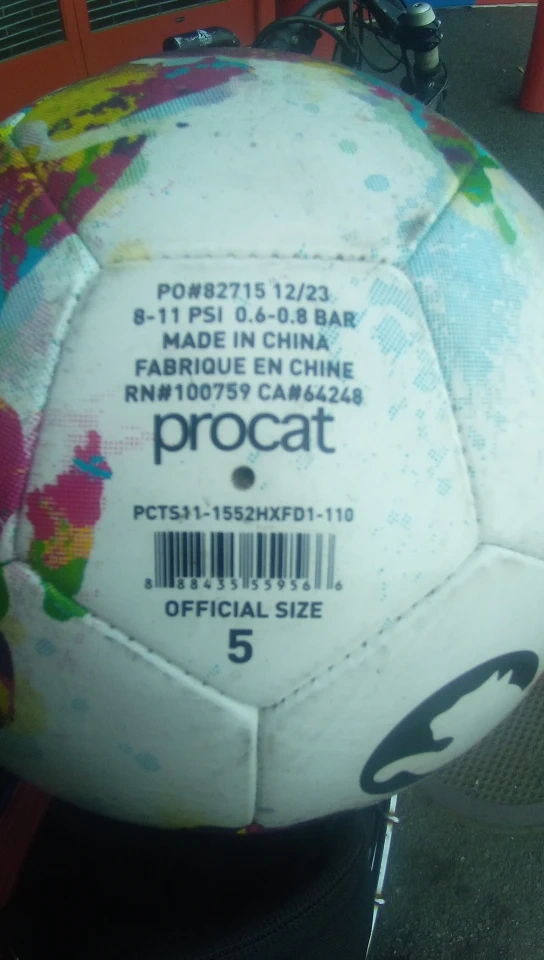 PO#82715 12/23
8-11 PSI 0.6-0.8 BAR
MADE IN CHINA
FABRIQUE EN CHINE
RN#100759 CA#64248
procat
PCTS11-1552HXFD1-110
8 88435 55956 6
OFFICIAL SIZE
5